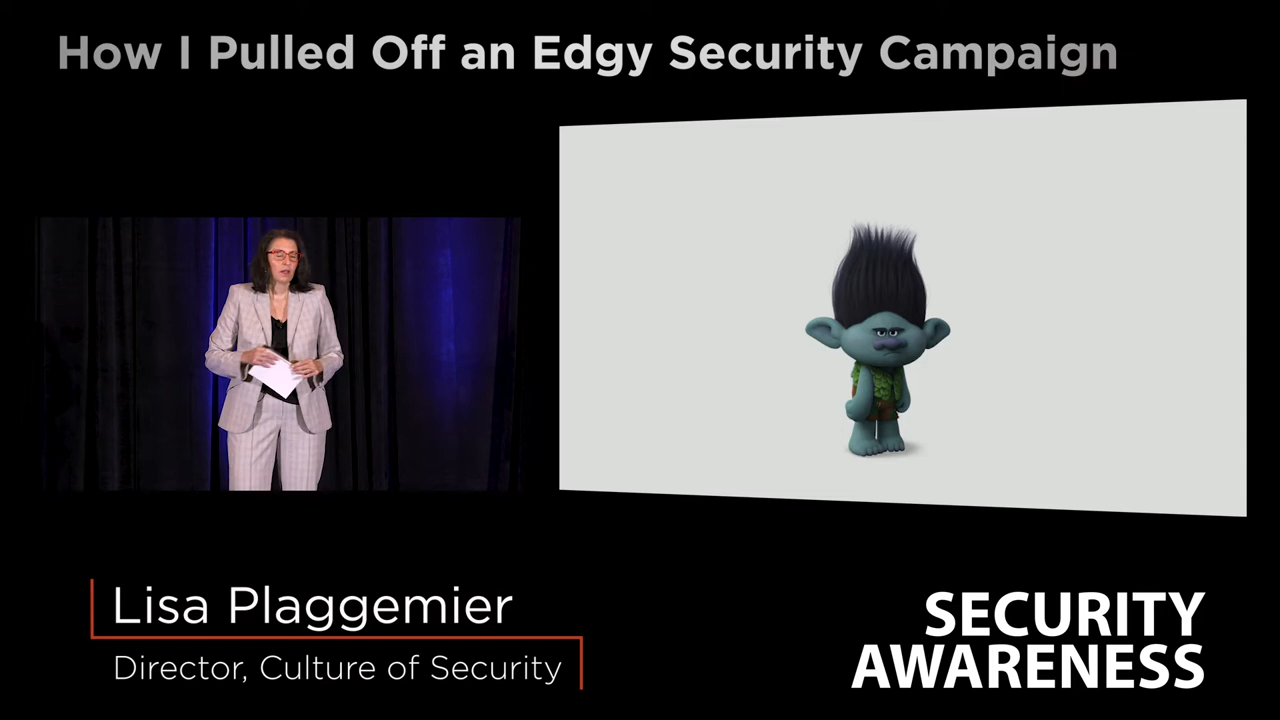 How I Pulled Off an Edgy Security Campaign
Lisa Plaggemier
Director, Culture of Security
SECURITY
AWARENESS